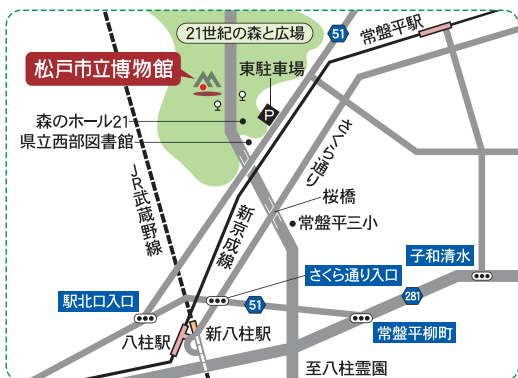 21世紀の森と広場
51
常盤平駅
松戸市立博物館
東駐車場
P
森のホール21
県立西部図書館
さくら通り
JR武蔵野線
桜橋
新京成線
常盤平三小
子和清水
さくら通り入口
281
駅北口入口
51
八柱駅
新八柱駅
常盤平柳町
至八柱霊園